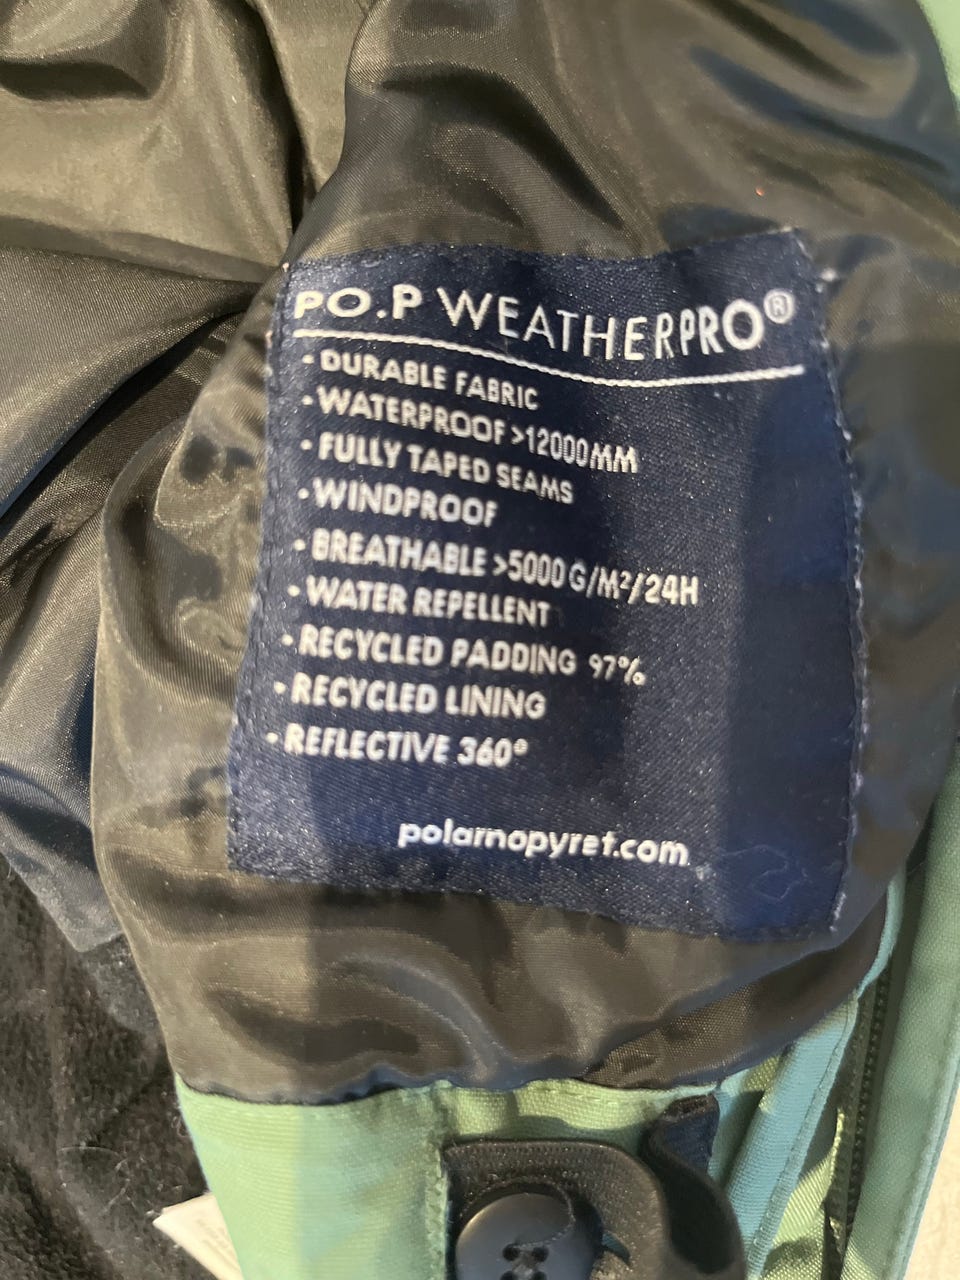 PO.P WEATHERPRO®
• DURABLE FABRIC
• WATERPROOF >12000MM
• FULLY TAPED SEAMS
• WINDPROOF
• BREATHABLE >5000 G/M²/24H
• WATER REPELLENT
• RECYCLED PADDING 97%
• RECYCLED LINING
• REFLECTIVE 360°
polarnopyret.com